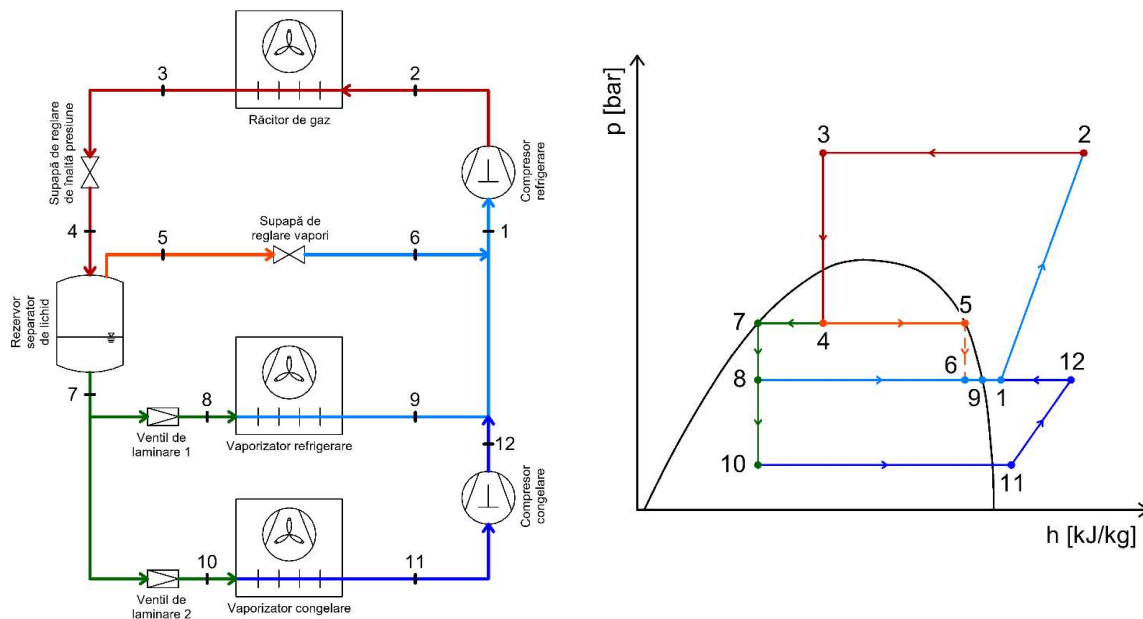 3
2
Răcitor de gaz
Supapă de reglare
de înaltă presiune
Compresor
refrigerare
4
5
Supapă de
reglare vapori
6
1
Rezervor
separator
de lichid
7
8
9
Ventil de
laminare 1
Vaporizator refrigerare
12
Compresor
congelare
10
11
Ventil de
laminare 2
Vaporizator congelare
p [bar]
3
2
7
4
5
8
6
9
1
12
10
11
h [kJ/kg]